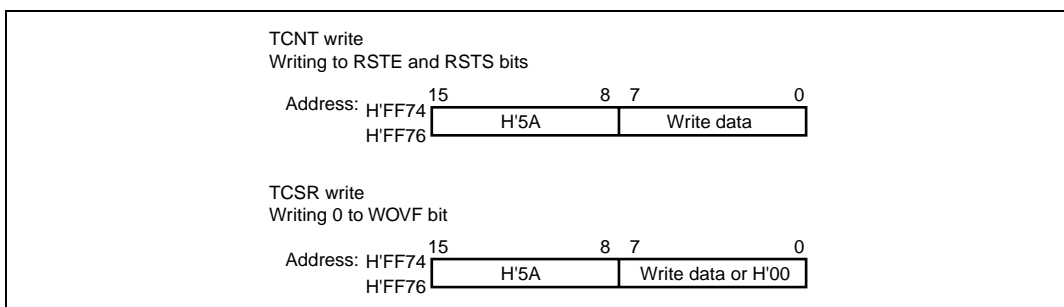 TCNT write
Writing to RSTE and RSTS bits
15 8 7 0
Address: H'FF74
H'5A Write data
H'FF76
TCSR write
Writing 0 to WOVF bit
15 8 7 0
Address: H'FF74
H'5A Write data or H'00
H'FF76